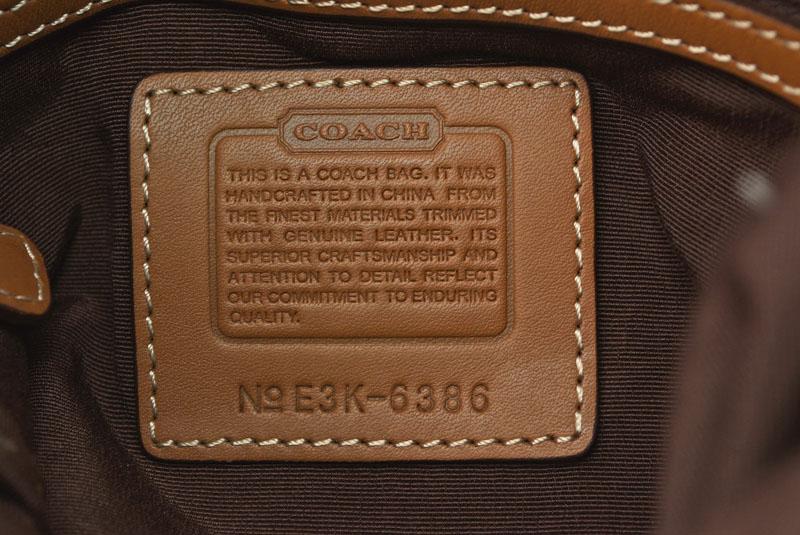 COACH
THIS IS A COACH BAG. IT WAS
HANDCRAFTED IN CHINA FROM
THE FINEST MATERIALS TRIMMED
WITH GENUINE LEATHER. ITS
SUPERIOR CRAFTSMANSHIP AND
ATTENTION TO DETAIL REFLECT
OUR COMMITMENT TO ENDURING
QUALITY.
Nº E3K-6386